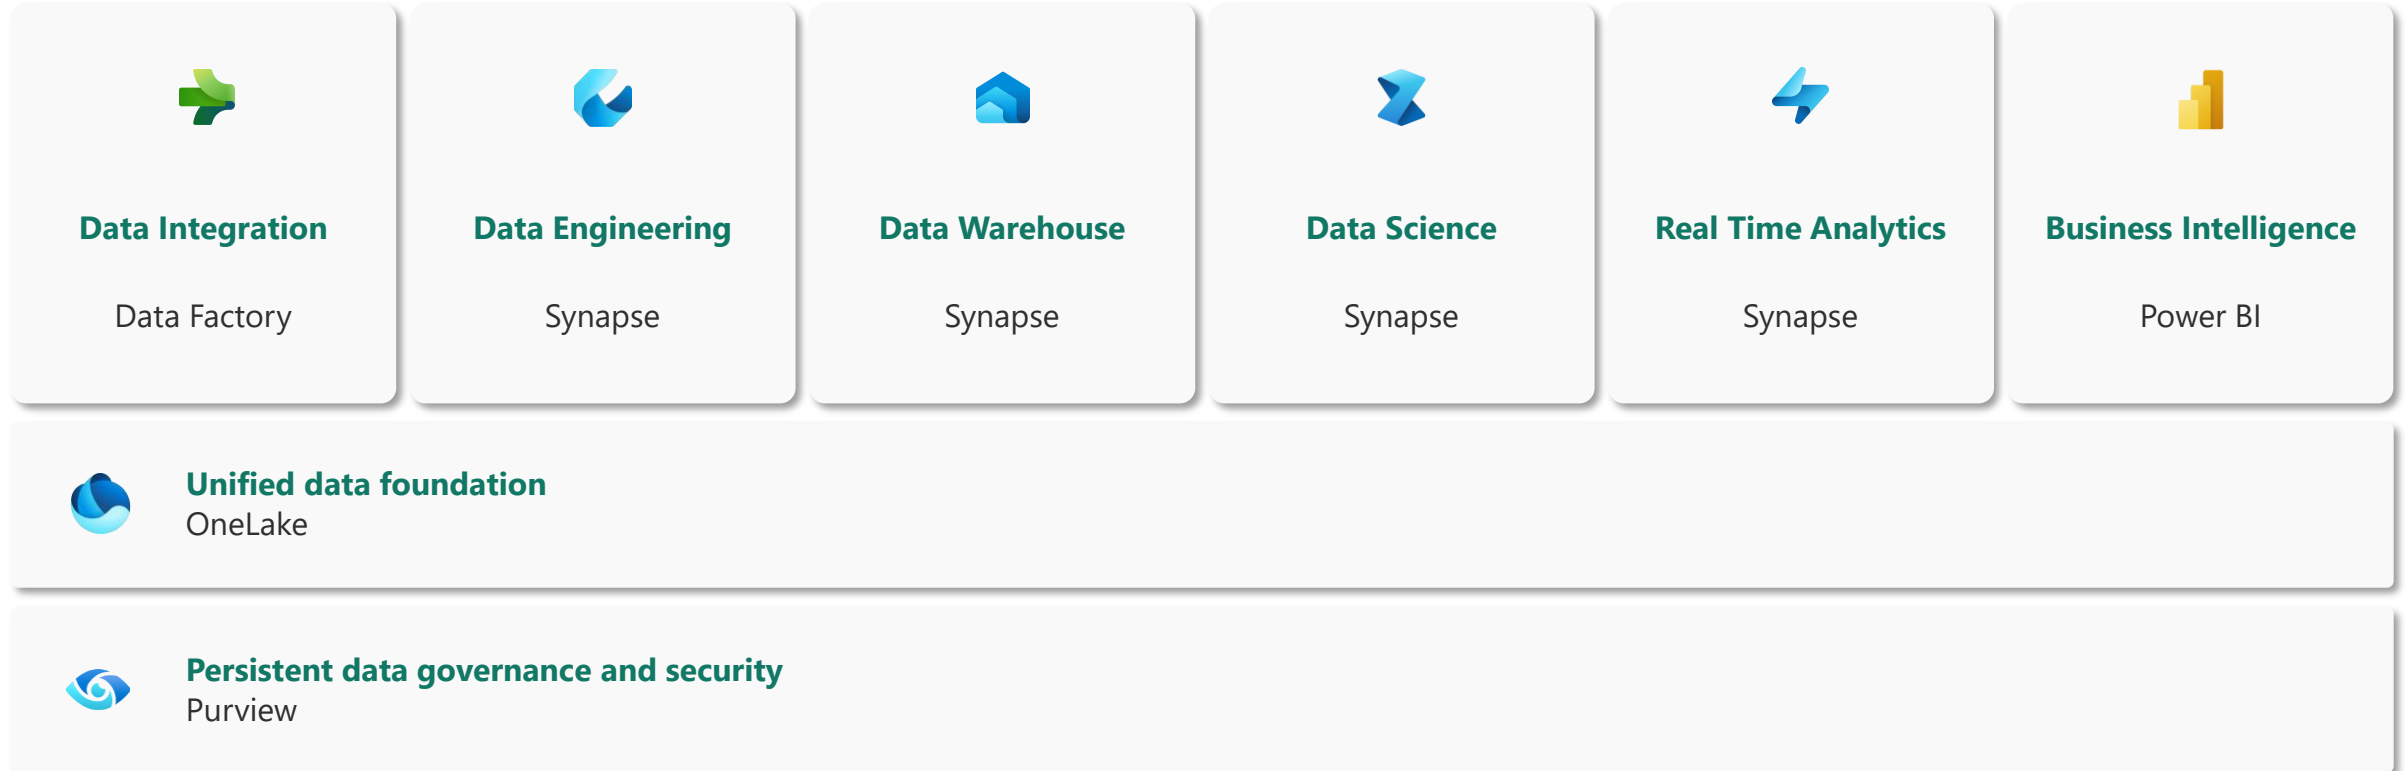 Data Integration
Data Factory
Data Engineering
Synapse
Data Warehouse
Synapse
Data Science
Synapse
Real Time Analytics
Synapse
Business Intelligence
Power BI
Unified data foundation
OneLake
Persistent data governance and security
Purview